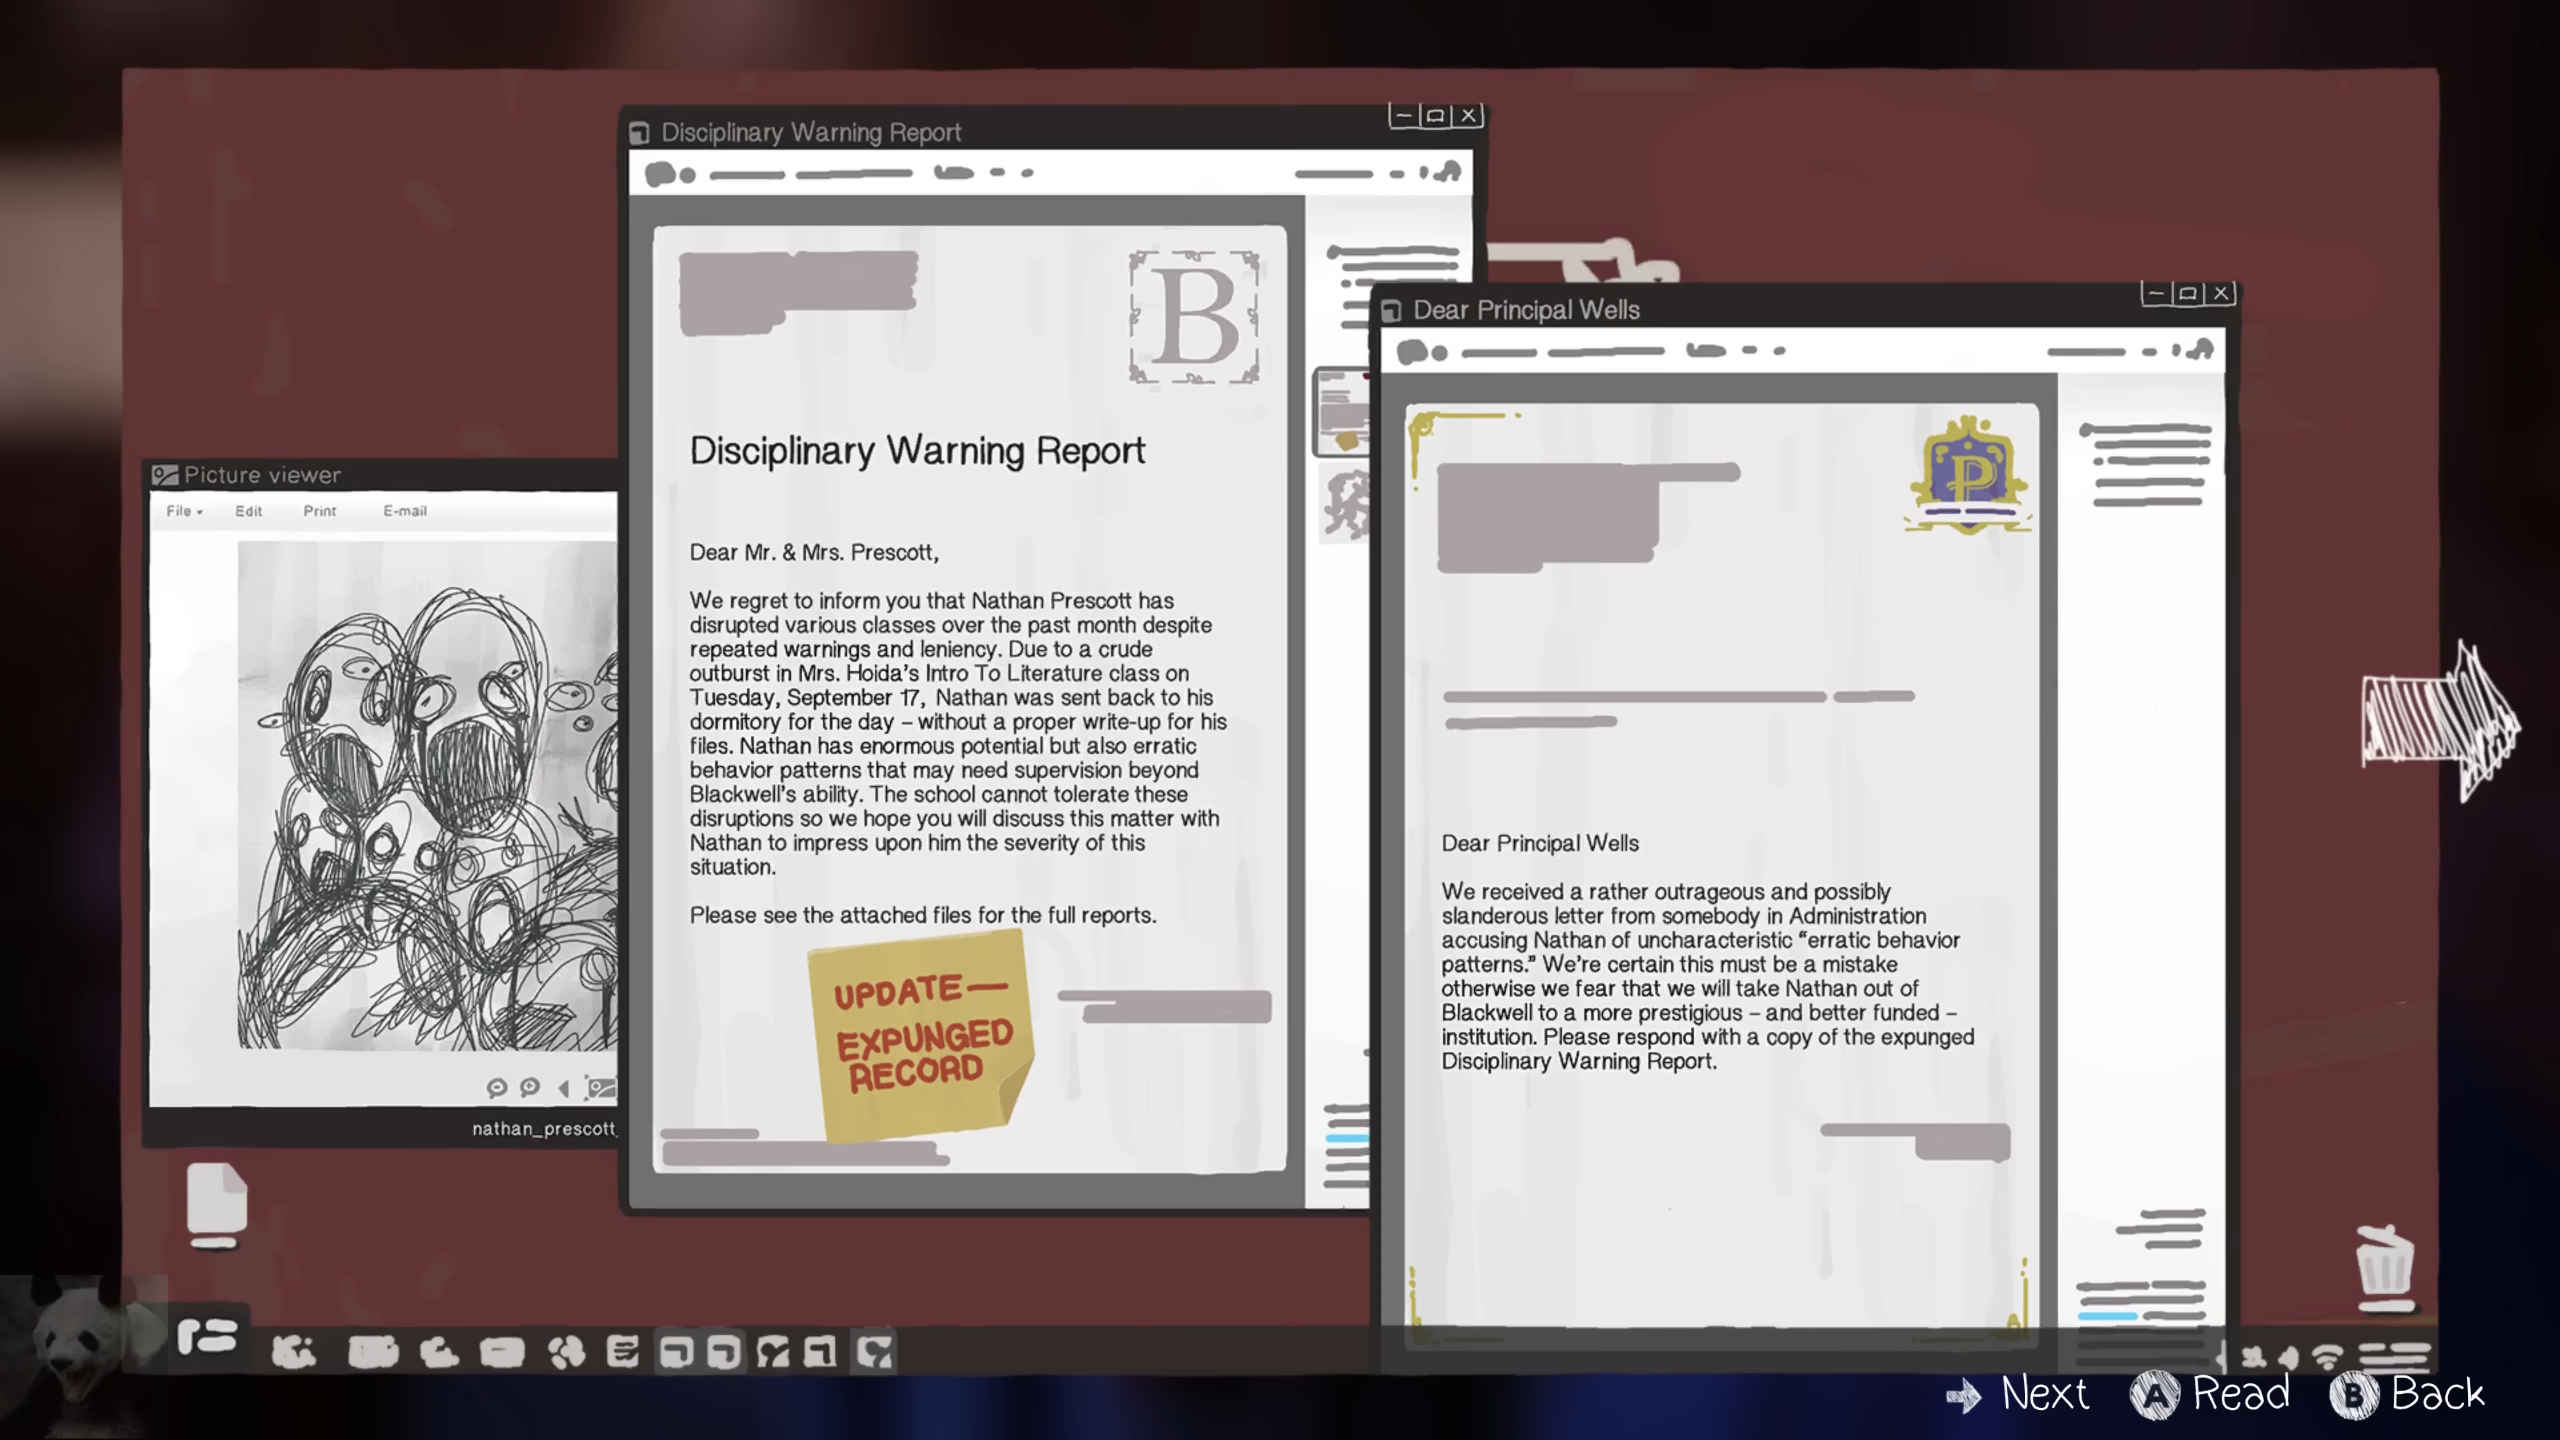 Disciplinary Warning Report
B
Disciplinary Warning Report
Dear Mr. & Mrs. Prescott,
We regret to inform you that Nathan Prescott has
disrupted various classes over the past month despite
repeated warnings and leniency. Due to a crude
outburst in Mrs. Hoida's Intro To Literature class on
Tuesday, September 17, Nathan was sent back to his
dormitory for the day – without a proper write-up for his
files. Nathan has enormous potential but also erratic
behavior patterns that may need supervision beyond
Blackwell's ability. The school cannot tolerate these
disruptions so we hope you will discuss this matter with
Nathan to impress upon him the severity of this
situation.
Please see the attached files for the full reports.
UPDATE—
EXPUNGED
RECORD
Dear Principal Wells
P
Dear Principal Wells
We received a rather outrageous and possibly
slanderous letter from somebody in Administration
accusing Nathan of uncharacteristic "erratic behavior
patterns." We're certain this must be a mistake
otherwise we fear that we will take Nathan out of
Blackwell to a more prestigious – and better funded –
institution. Please respond with a copy of the expunged
Disciplinary Warning Report.
Picture viewer
File Edit Print E-mail
nathan_prescott_
Next A Read B Back